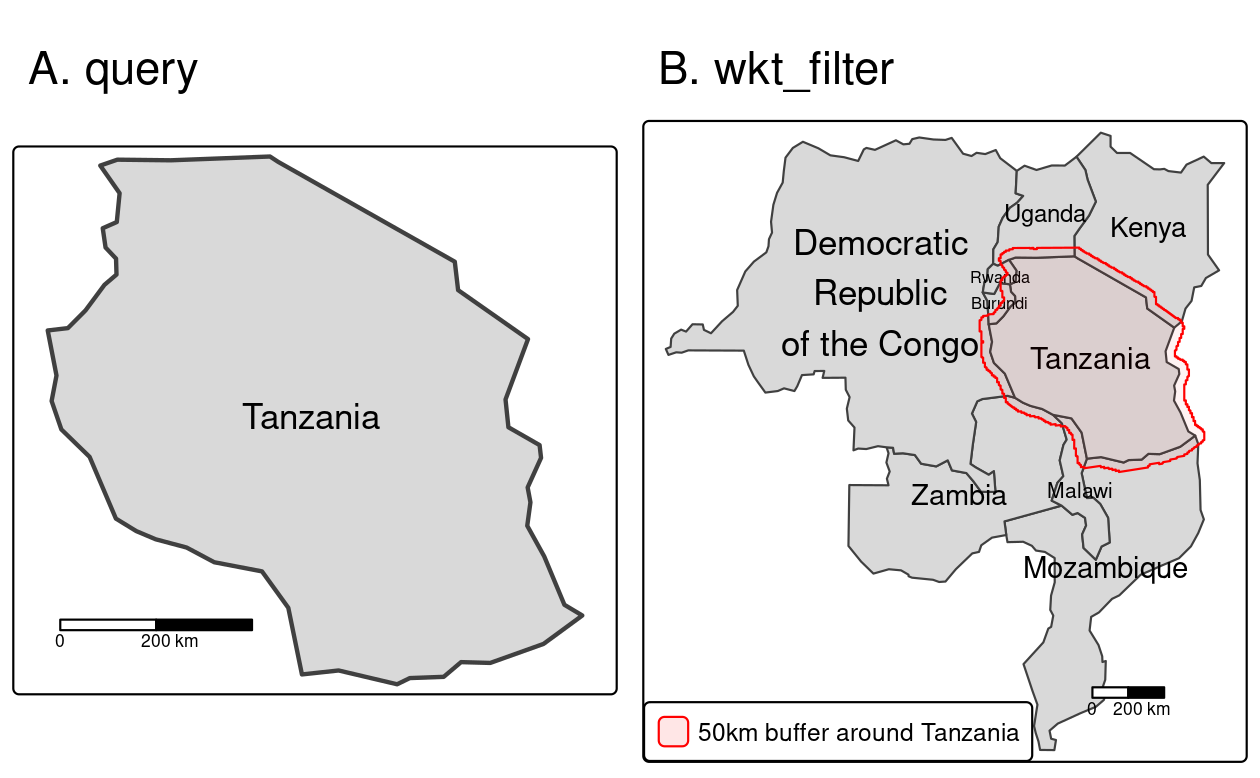 A. query
Tanzania
0 200 km
B. wkt_filter
Uganda
Kenya
Democratic
Republic
of the Congo
Rwanda
Burundi
Tanzania
Zambia
Malawi
Mozambique
0 200 km
50km buffer around Tanzania